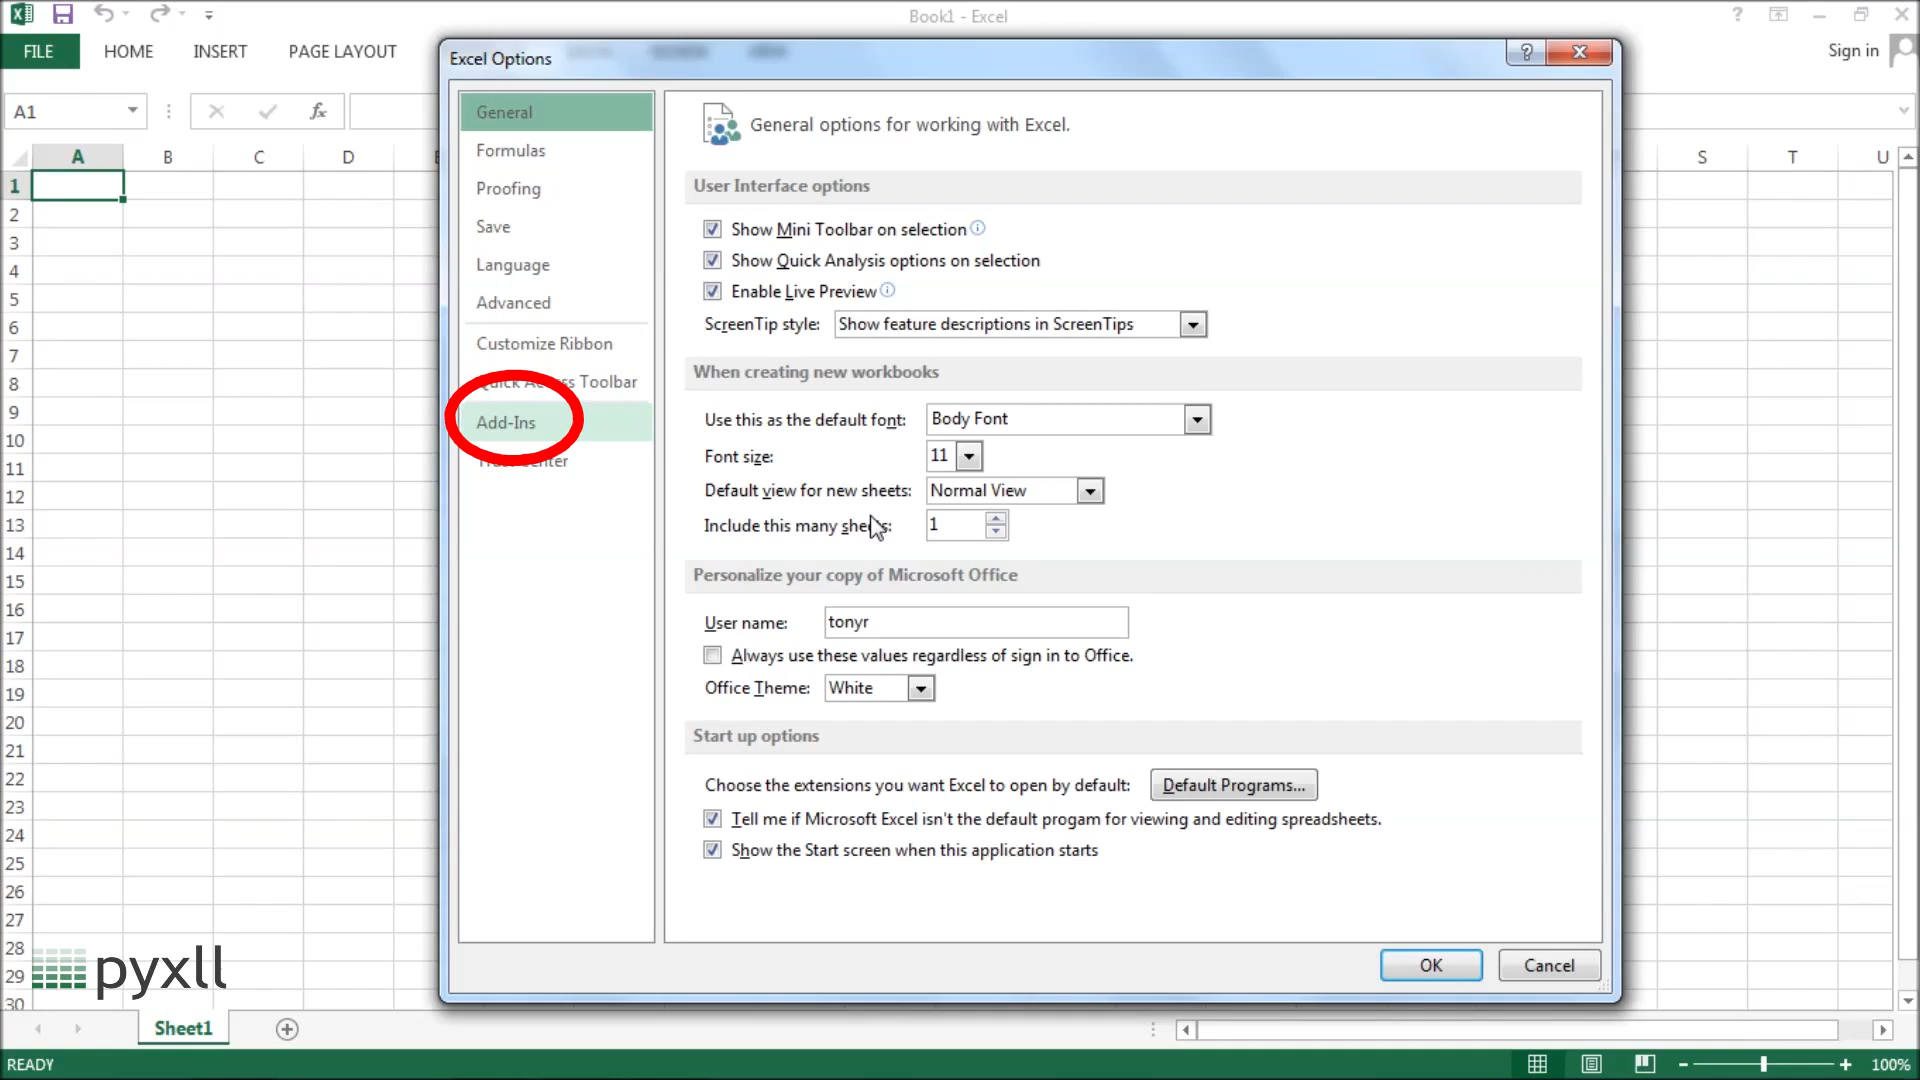 Book1 - Excel
?
FILE HOME INSERT PAGE LAYOUT
Sign in
Excel Options
?
A1
fx
A B C D S T U
1
2
3
4
5
6
7
8
9
10
11
12
13
14
15
16
17
18
19
20
21
22
23
24
25
26
27
28
29
30
General
Formulas
Proofing
Save
Language
Advanced
Customize Ribbon
Quick Access Toolbar
Add-Ins
Trust Center
General options for working with Excel.
User Interface options
Show Mini Toolbar on selection
Show Quick Analysis options on selection
Enable Live Preview
ScreenTip style: Show feature descriptions in ScreenTips
When creating new workbooks
Use this as the default font: Body Font
Font size: 11
Default view for new sheets: Normal View
Include this many sheets: 1
Personalize your copy of Microsoft Office
User name: tonyr
Always use these values regardless of sign in to Office.
Office Theme: White
Start up options
Choose the extensions you want Excel to open by default: Default Programs...
Tell me if Microsoft Excel isn't the default progam for viewing and editing spreadsheets.
Show the Start screen when this application starts
OK Cancel
pyxll
Sheet1
READY
100%